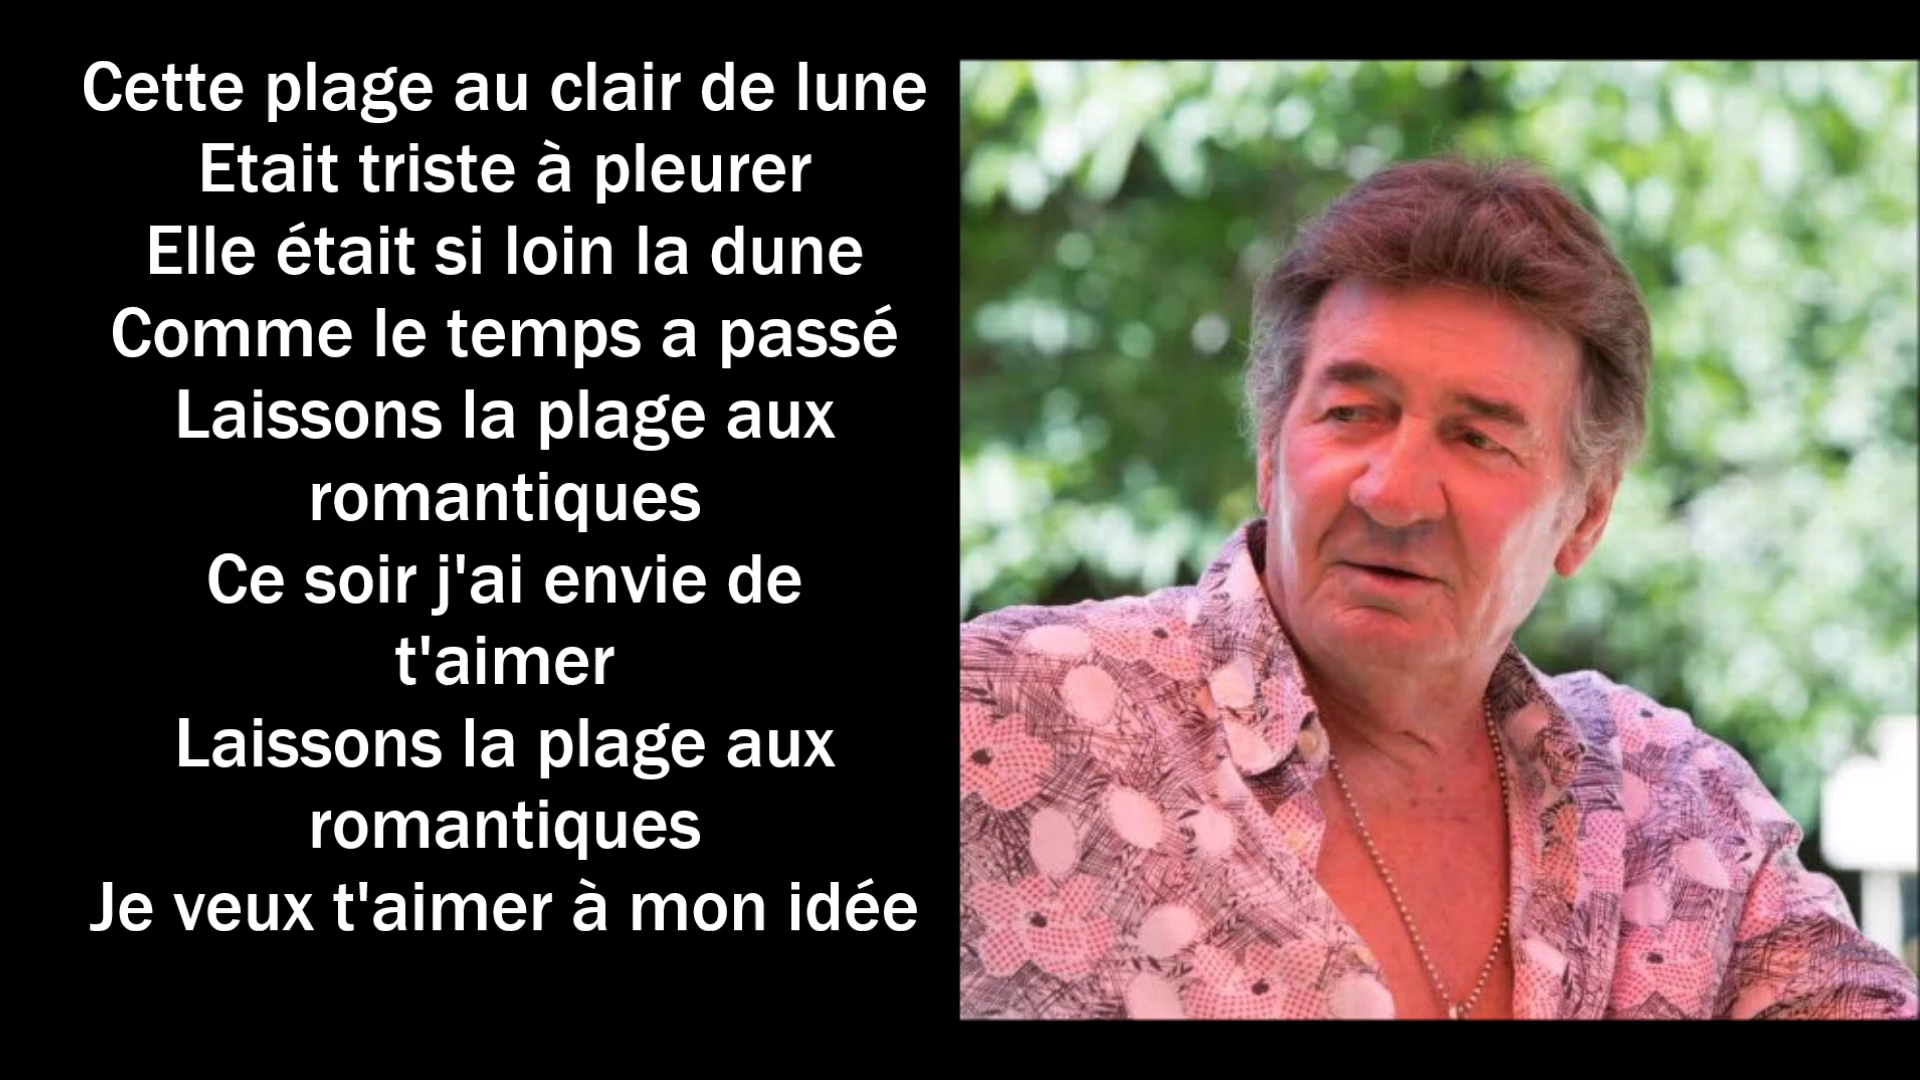 Cette plage au clair de lune
Etait triste à pleurer
Elle était si loin la dune
Comme le temps a passé
Laissons la plage aux
romantiques
Ce soir j'ai envie de
t'aimer
Laissons la plage aux
romantiques
Je veux t'aimer à mon idée